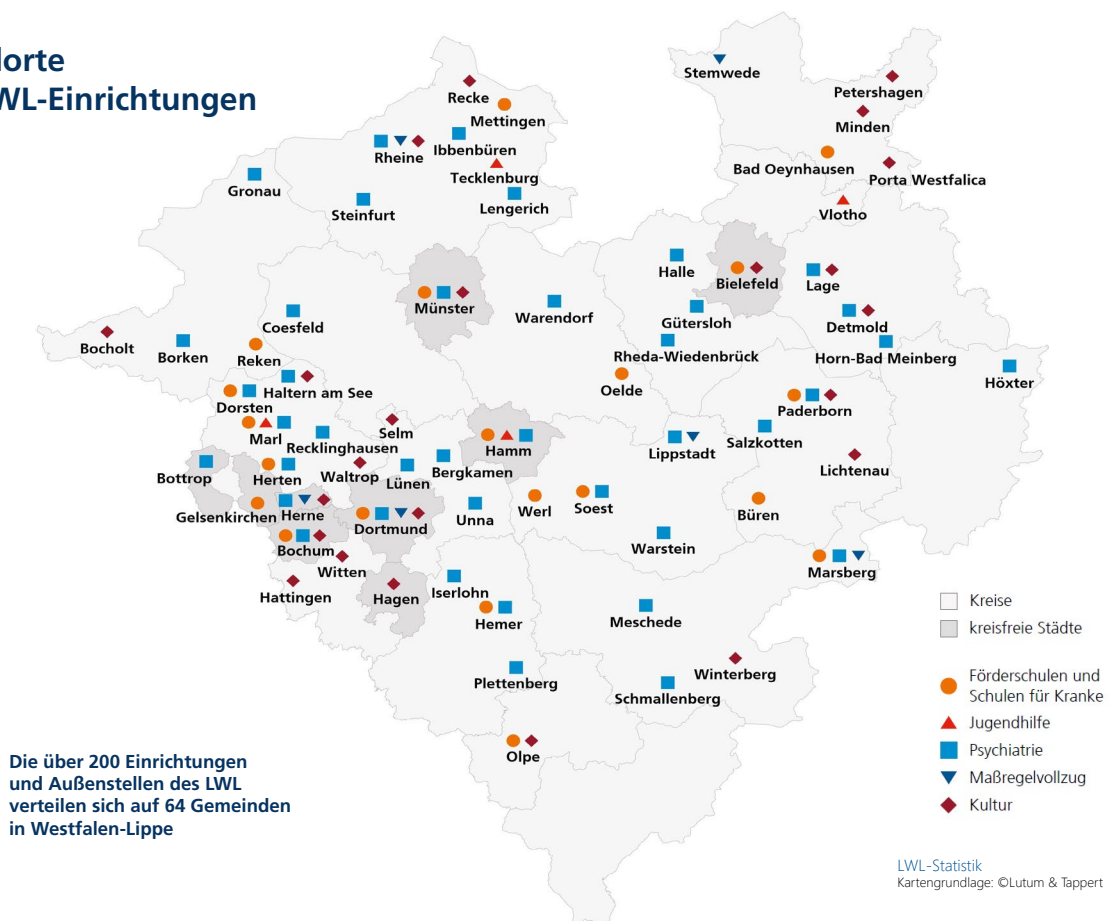 lorte
WL-Einrichtungen
Stemwede
Petershagen
Recke
Mettingen
Minden
Rheine
Ibbenbüren
Bad Oeynhausen
Tecklenburg
Porta Westfalica
Gronau
Lengerich
Steinfurt
Vlotho
Halle
Bielefeld
Lage
Münster
Warendorf
Gütersloh
Detmold
Coesfeld
Bocholt
Borken
Reken
Rheda-Wiedenbrück
Horn-Bad Meinberg
Höxter
Haltern am See
Oelde
Dorsten
Paderborn
Marl
Recklinghausen
Selm
Hamm
Lippstadt
Salzkotten
Bottrop
Herten
Waltrop
Lünen
Bergkamen
Lichtenau
Gelsenkirchen
Herne
Dortmund
Unna
Werl
Soest
Büren
Bochum
Warstein
Witten
Marsberg
Hattingen
Hagen
Iserlohn
Hemer
Meschede
Plettenberg
Schmallenberg
Winterberg
Olpe
Kreise
kreisfreie Städte
Förderschulen und
Schulen für Kranke
Jugendhilfe
Psychiatrie
Maßregelvollzug
Kultur
Die über 200 Einrichtungen
und Außenstellen des LWL
verteilen sich auf 64 Gemeinden
in Westfalen-Lippe
LWL-Statistik
Kartengrundlage: ©Lutum & Tappert